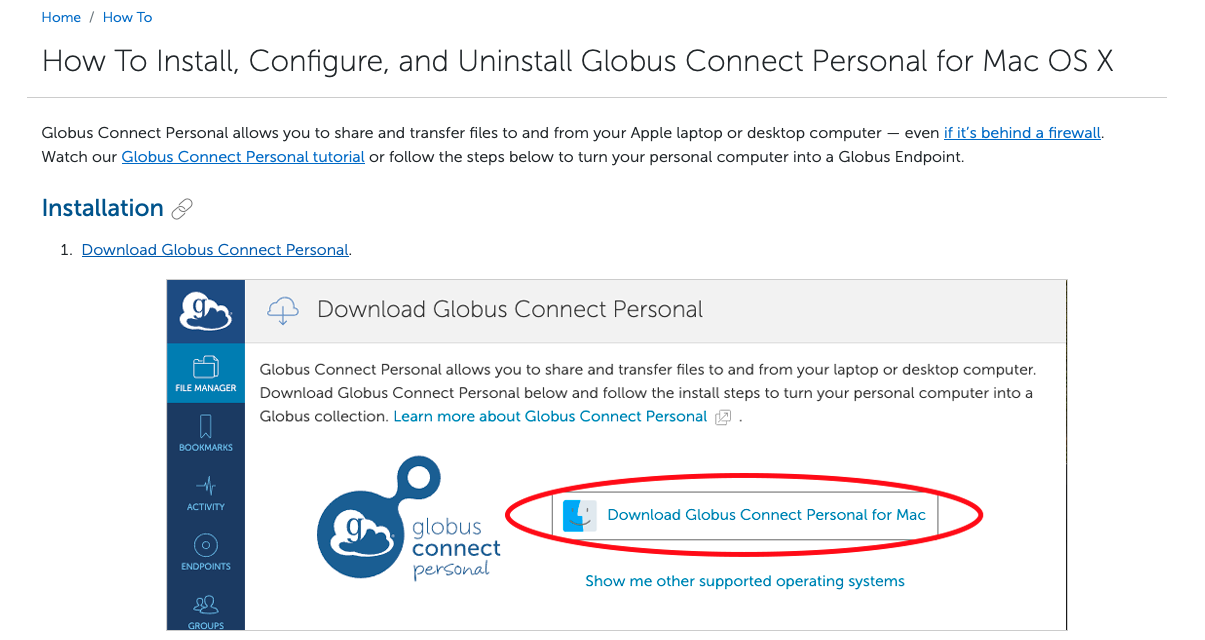 Home / How To
How To Install, Configure, and Uninstall Globus Connect Personal for Mac OS X
Globus Connect Personal allows you to share and transfer files to and from your Apple laptop or desktop computer — even if it’s behind a firewall.
Watch our Globus Connect Personal tutorial or follow the steps below to turn your personal computer into a Globus Endpoint.
Installation
1. Download Globus Connect Personal.
g
Download Globus Connect Personal
FILE MANAGER
Globus Connect Personal allows you to share and transfer files to and from your laptop or desktop computer.
Download Globus Connect Personal below and follow the install steps to turn your personal computer into a
Globus collection. Learn more about Globus Connect Personal .
BOOKMARKS
ACTIVITY
ENDPOINTS
GROUPS
g
globus
connect
personal
Download Globus Connect Personal for Mac
Show me other supported operating systems